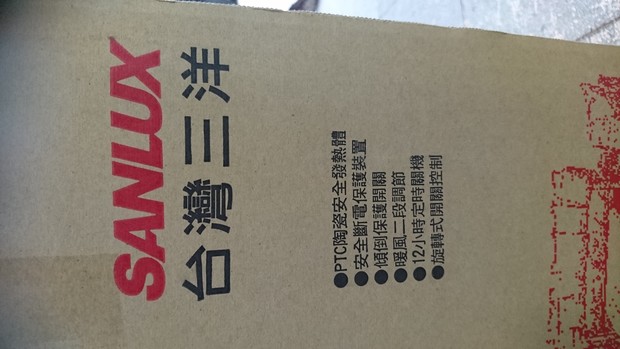 SANLUX
台灣三洋
●PTC陶瓷安全發熱體
●安全斷電保護裝置
●傾倒保護開關
●暖風二段調節
●12小時定時關機
●旋轉式開關控制